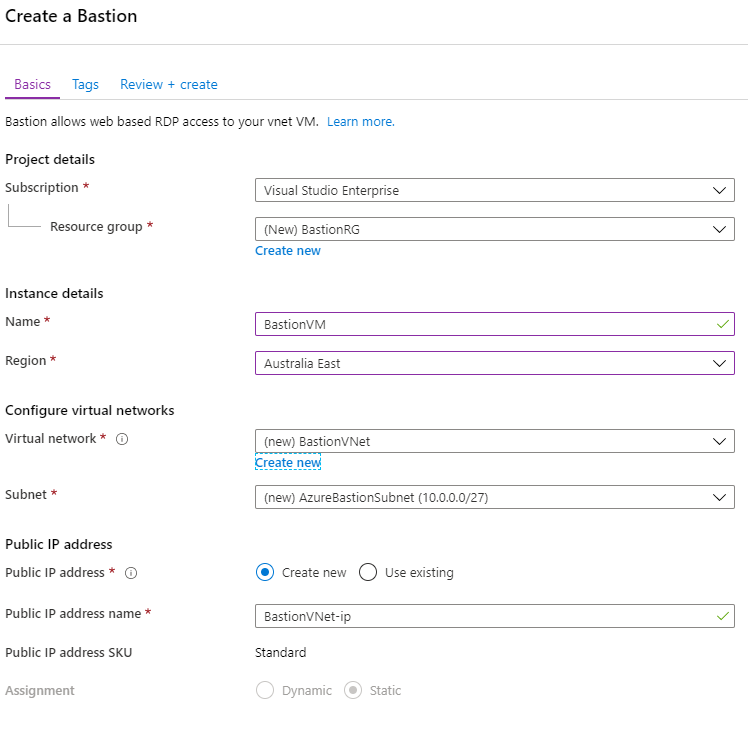 Create a Bastion
Basics Tags Review + create
Bastion allows web based RDP access to your vnet VM. Learn more.
Project details
Subscription * Visual Studio Enterprise
Resource group * (New) BastionRG
Create new
Instance details
Name * BastionVM
Region * Australia East
Configure virtual networks
Virtual network * (new) BastionVNet
Create new
Subnet * (new) AzureBastionSubnet (10.0.0.0/27)
Public IP address
Public IP address * Create new Use existing
Public IP address name * BastionVNet-ip
Public IP address SKU Standard
Assignment Dynamic Static